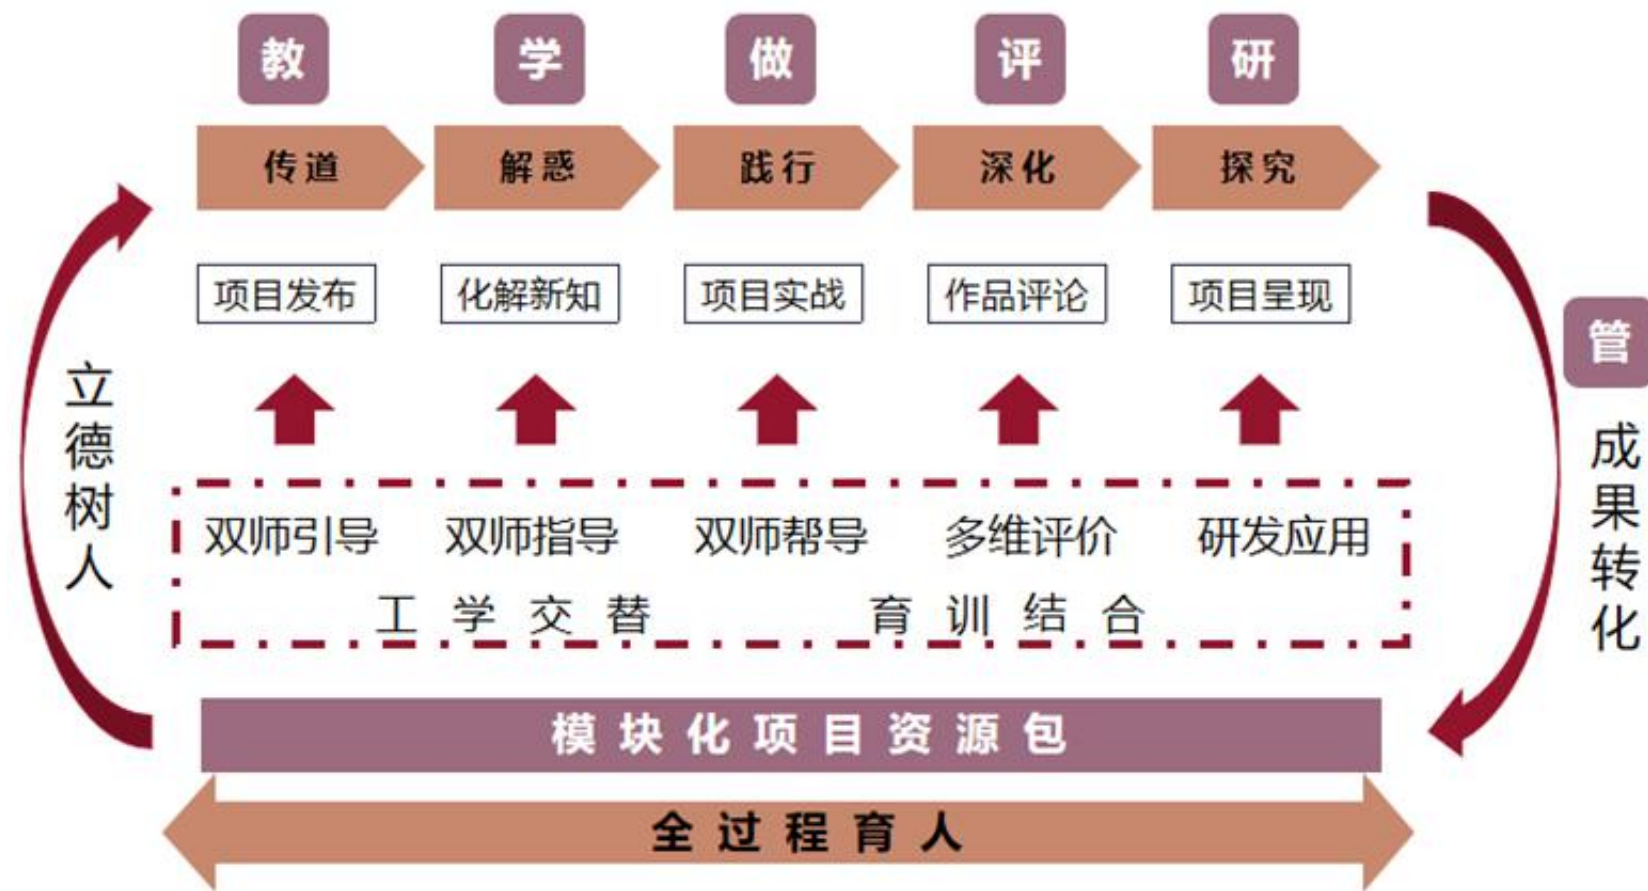 教 学 做 评 研
传道 解惑 践行 深化 探究
项目发布 化解新知 项目实战 作品评论 项目呈现
立德树人
管
成果转化
双师引导 双师指导 双师帮导 多维评价 研发应用
工学交替 育训结合
模块化项目资源包
全过程育人